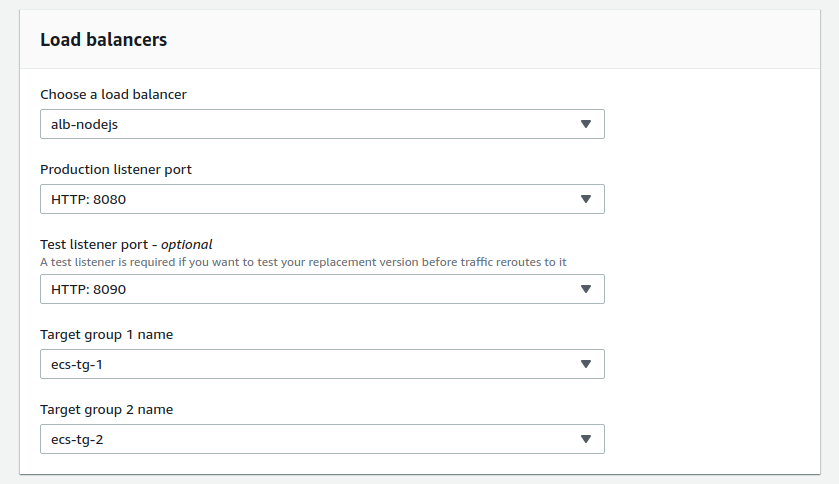 Load balancers
Choose a load balancer
alb-nodejs
Production listener port
HTTP: 8080
Test listener port - optional
A test listener is required if you want to test your replacement version before traffic reroutes to it
HTTP: 8090
Target group 1 name
ecs-tg-1
Target group 2 name
ecs-tg-2